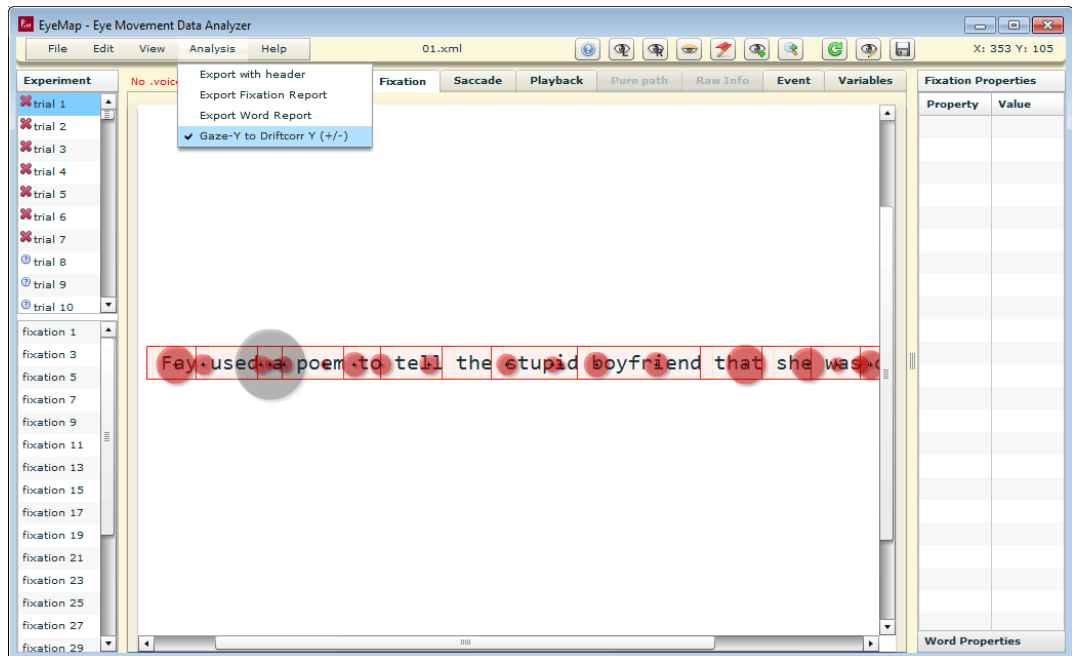 EyeMap - Eye Movement Data Analyzer
File Edit View Analysis Help 01.xml X: 353 Y: 105
Export with header
Export Fixation Report
Export Word Report
✔ Gaze-Y to Driftcorr Y (+/-)
Experiment
trial 1
trial 2
trial 3
trial 4
trial 5
trial 6
trial 7
trial 8
trial 9
trial 10
fixation 1
fixation 3
fixation 5
fixation 7
fixation 9
fixation 11
fixation 13
fixation 15
fixation 17
fixation 19
fixation 21
fixation 23
fixation 25
fixation 27
fixation 29
No .voic
Fixation Saccade Playback Pure path Raw Info Event Variables
Fay used a poem to tell the stupid boyfriend that she was
Fixation Properties
Property Value
Word Properties